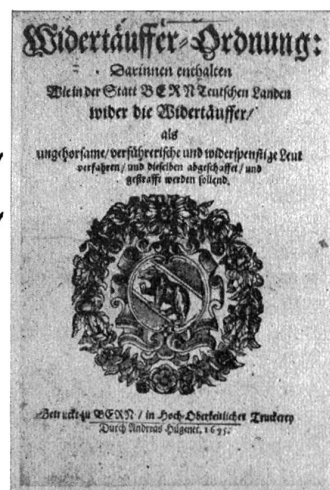 Widertäuffer-Ordnung:
Darinnen enthalten
Wie in der Statt BERN Teutschen Landen
wider die Widertäuffer/
als
ungehorsame/verführerische und widerspenstige Leut
verfahren/und dieselben abgeschaffet/und
gestrafft werden sollend.
Getruckt zu BERN/in Hoch-Oberkeitlicher Truckerey
Durch Andreas Hügenet, 1695.